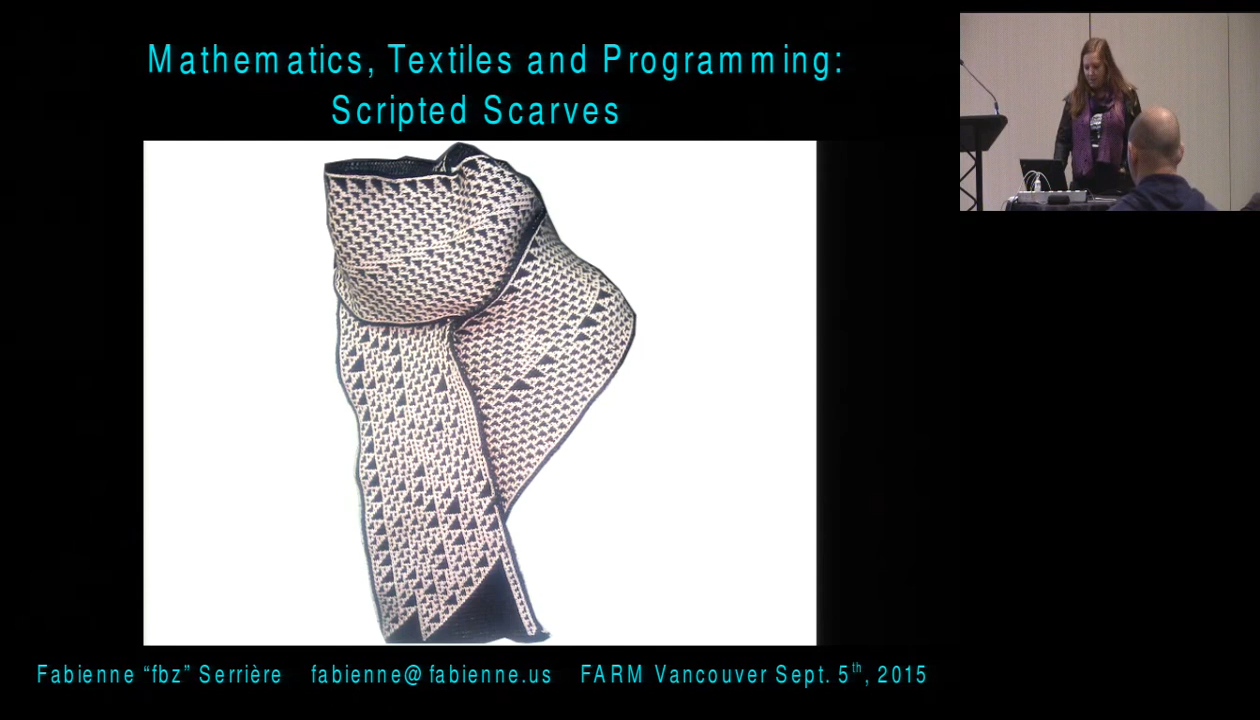 Mathematics, Textiles and Programming:
Scripted Scarves
Fabienne “fbz” Serrière fabienne@fabienne.us FARM Vancouver Sept. 5th, 2015